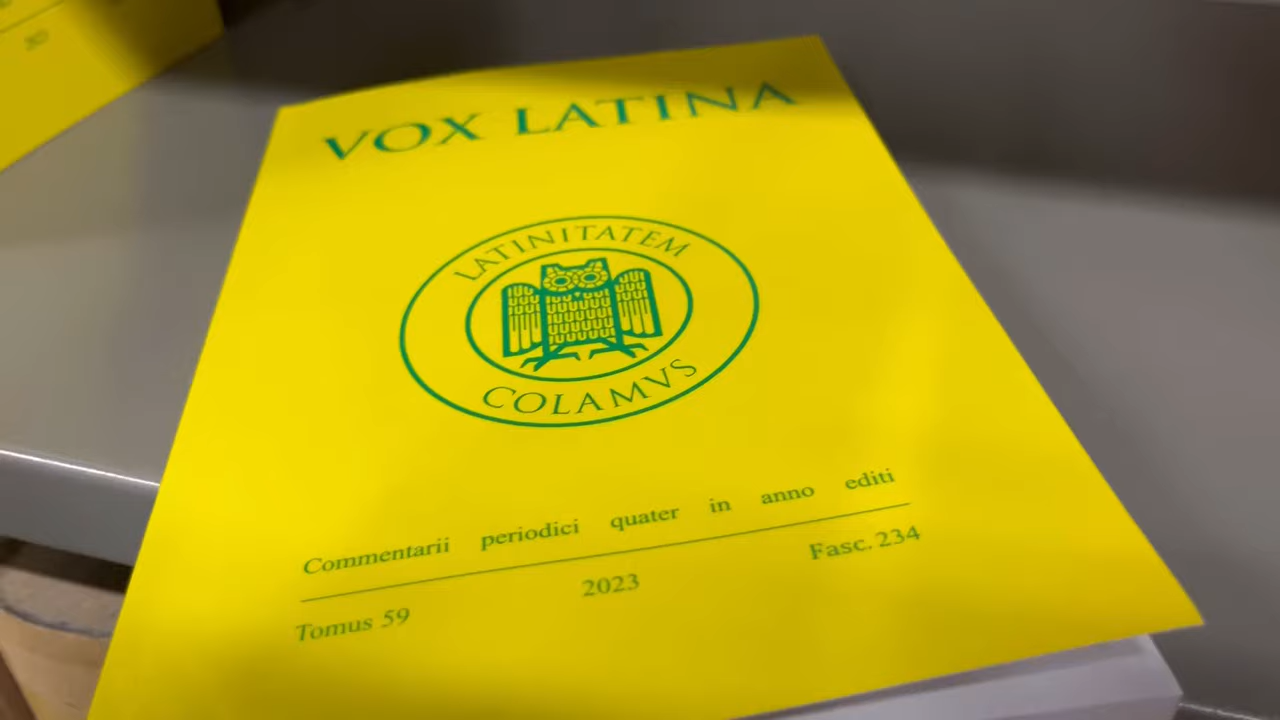 VOX LATINA
LATINITATEM
COLAMVS
Commentarii periodici quater in anno editi
Tomus 59 2023 Fasc. 234